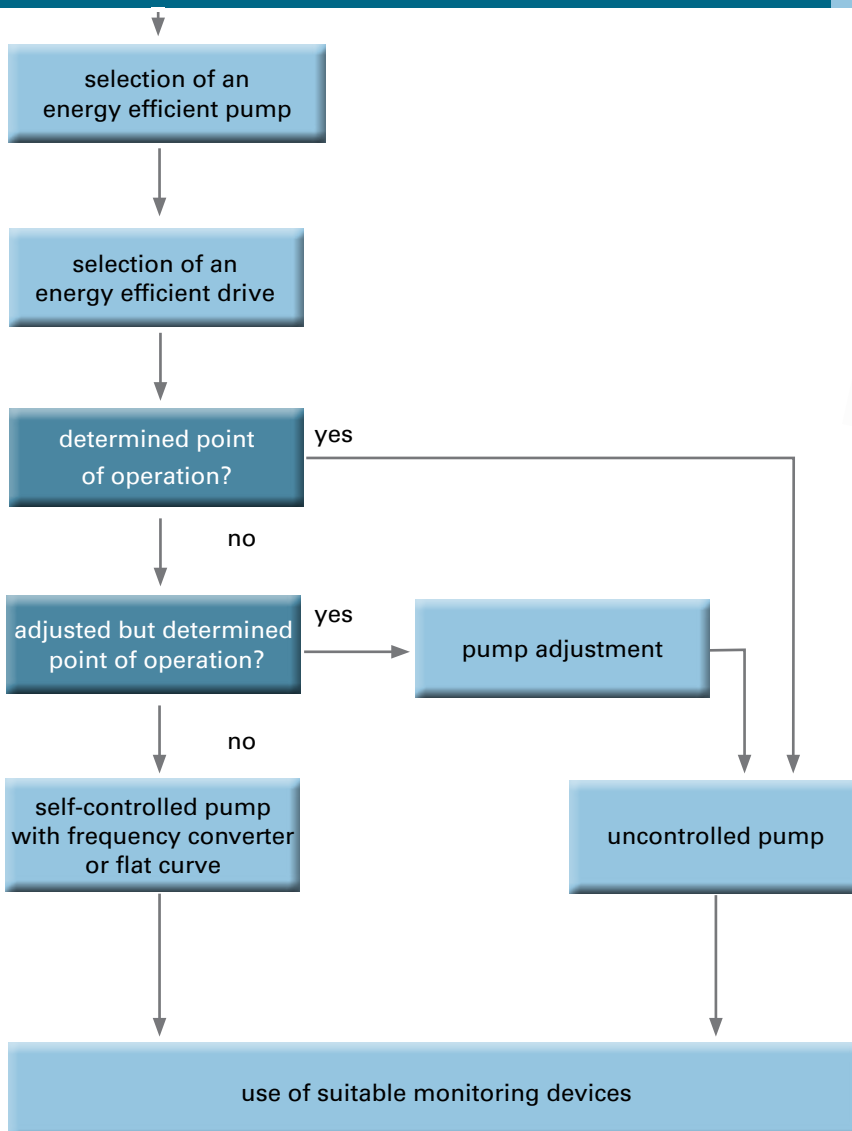 selection of an
energy efficient pump
selection of an
energy efficient drive
determined point
of operation?
yes
no
adjusted but determined
point of operation?
yes
pump adjustment
no
self-controlled pump
with frequency converter
or flat curve
uncontrolled pump
use of suitable monitoring devices